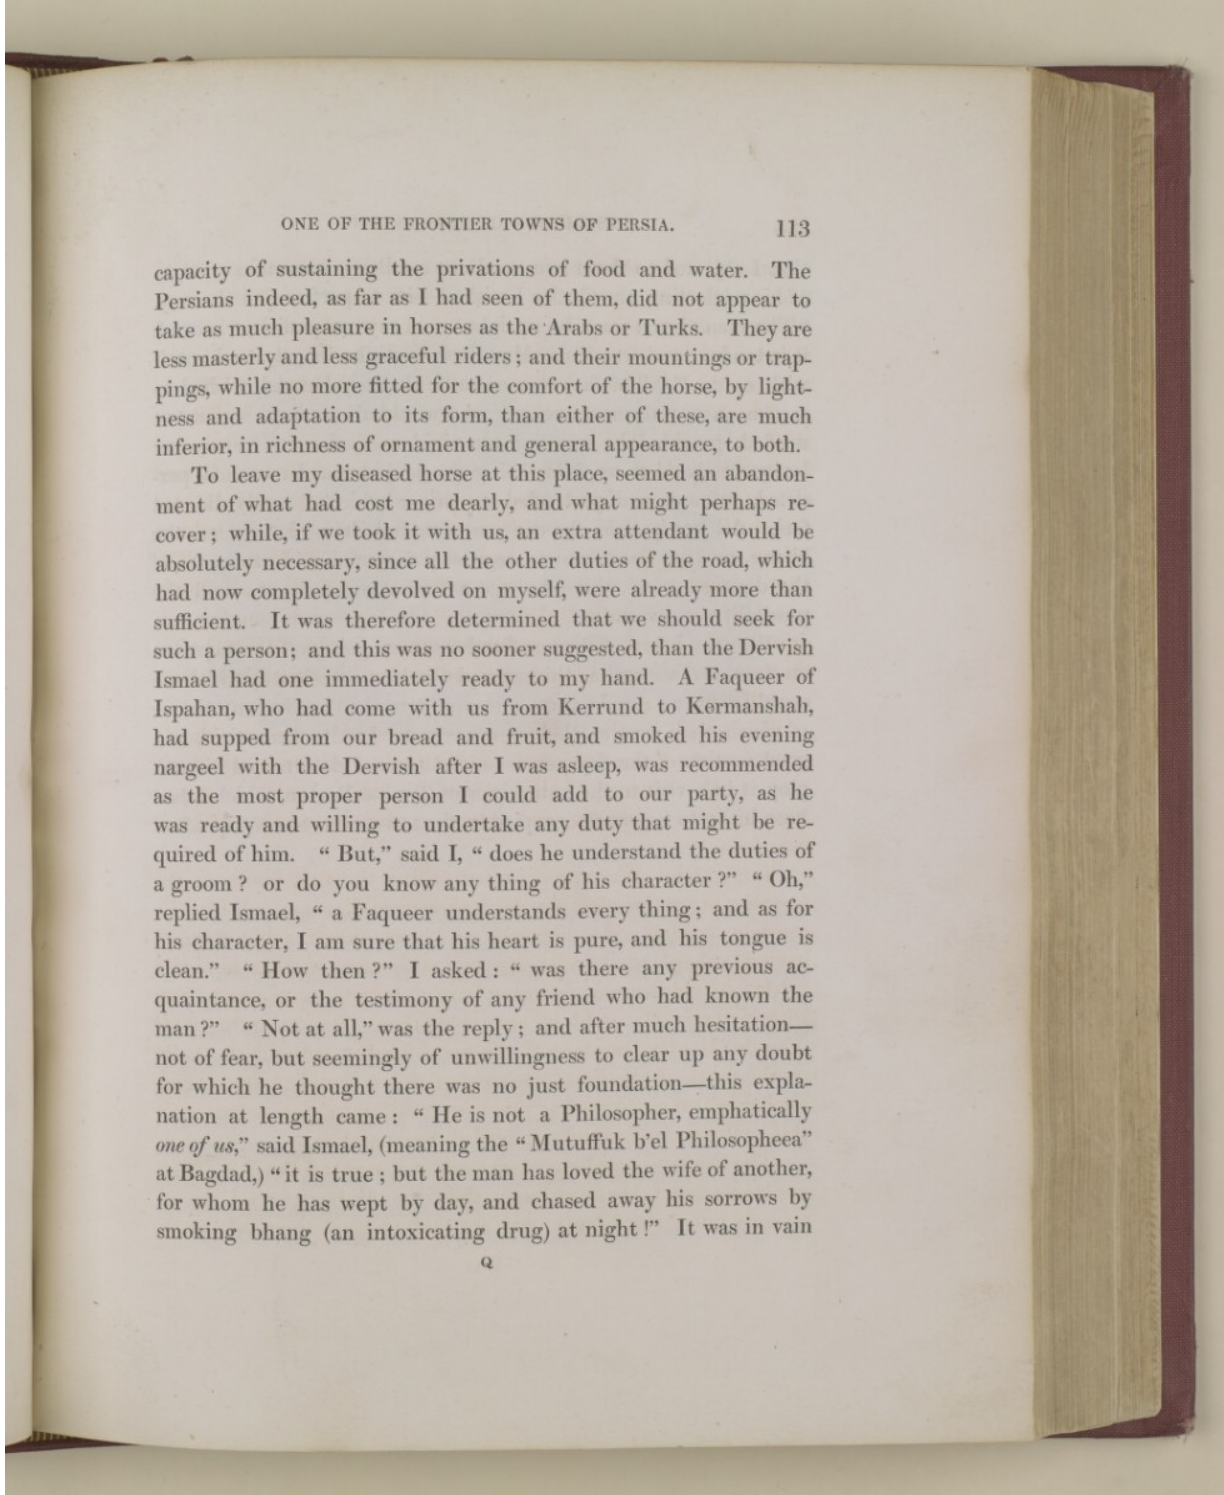 ONE OF THE FRONTIER TOWNS OF PERSIA. 113
capacity of sustaining the privations of food and water. The
Persians indeed, as far as I had seen of them, did not appear to
take as much pleasure in horses as the Arabs or Turks. They are
less masterly and less graceful riders; and their mountings or trap-
pings, while no more fitted for the comfort of the horse, by light-
ness and adaptation to its form, than either of these, are much
inferior, in richness of ornament and general appearance, to both.
To leave my diseased horse at this place, seemed an abandon-
ment of what had cost me dearly, and what might perhaps re-
cover; while, if we took it with us, an extra attendant would be
absolutely necessary, since all the other duties of the road, which
had now completely devolved on myself, were already more than
sufficient. It was therefore determined that we should seek for
such a person; and this was no sooner suggested, than the Dervish
Ismael had one immediately ready to my hand. A Faqueer of
Ispahan, who had come with us from Kerrund to Kermanshah,
had supped from our bread and fruit, and smoked his evening
nargeel with the Dervish after I was asleep, was recommended
as the most proper person I could add to our party, as he
was ready and willing to undertake any duty that might be re-
quired of him. “ But,” said I, “ does he understand the duties of
a groom ? or do you know any thing of his character ?” “ Oh,”
replied Ismael, “ a Faqueer understands every thing; and as for
his character, I am sure that his heart is pure, and his tongue is
clean.” “ How then ?” I asked : “ was there any previous ac-
quaintance, or the testimony of any friend who had known the
man ?” “ Not at all,” was the reply; and after much hesitation—
not of fear, but seemingly of unwillingness to clear up any doubt
for which he thought there was no just foundation—this expla-
nation at length came : “ He is not a Philosopher, emphatically
one of us,” said Ismael, (meaning the “ Mutuffuk b’el Philosopheea”
at Bagdad,) “ it is true ; but the man has loved the wife of another,
for whom he has wept by day, and chased away his sorrows by
smoking bhang (an intoxicating drug) at night !” It was in vain
Q